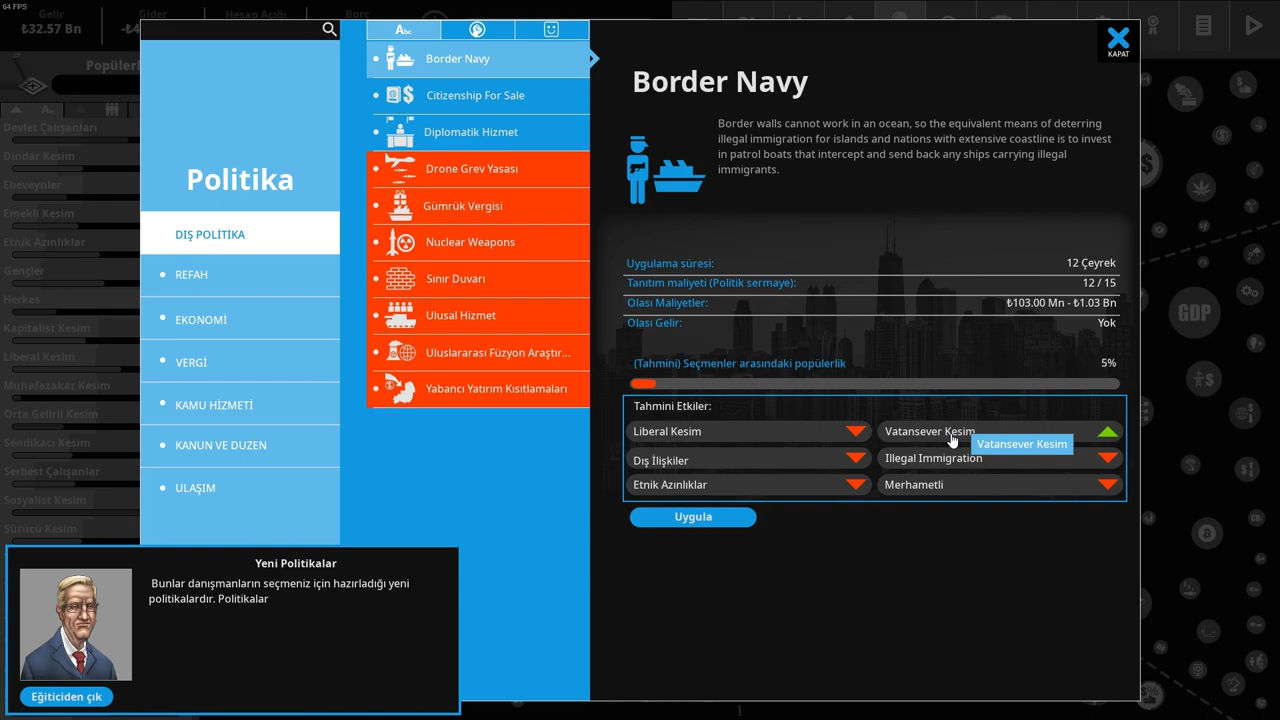 64 FPS
Gelir
Gider
Hesap Açığı
Borç
₺32.57 Bn
Popülerl
Devlet Çalışanları
Dindar Kesim
Ebeveynler
Emekli Kesim
Etnik Azınlıklar
Gençler
Herkes
Kapitalist Kesim
Liberal Kesim
Muhafazakar Kesim
Orta Gelirli Kesim
Sendikacı Kesim
Serbest Çalışanlar
Sosyalist Kesim
Sürücü Kesim
Politika
DIŞ POLİTİKA
REFAH
EKONOMİ
VERGİ
KAMU HİZMETİ
KANUN VE DUZEN
ULAŞIM
Abc
Border Navy
Citizenship For Sale
Diplomatik Hizmet
Drone Grev Yasası
Gümrük Vergisi
Nuclear Weapons
Sınır Duvarı
Ulusal Hizmet
Uluslararası Füzyon Araştır...
Yabancı Yatırım Kısıtlamaları
KAPAT
Border Navy
Border walls cannot work in an ocean, so the equivalent means of deterring
illegal immigration for islands and nations with extensive coastline is to invest
in patrol boats that intercept and send back any ships carrying illegal
immigrants.
Uygulama süresi: 12 Çeyrek
Tanıtım maliyeti (Politik sermaye): 12 / 15
Olası Maliyetler: ₺103.00 Mn - ₺1.03 Bn
Olası Gelir: Yok
(Tahmini) Seçmenler arasındaki popülerlik 5%
Tahmini Etkiler:
Liberal Kesim
Vatansever Kesim
Vatansever Kesim
Dış İlişkiler
Illegal Immigration
Etnik Azınlıklar
Merhametli
Uygula
GDP
Yeni Politikalar
Bunlar danışmanların seçmeniz için hazırladığı yeni
politikalardır. Politikalar
Eğiticiden çık